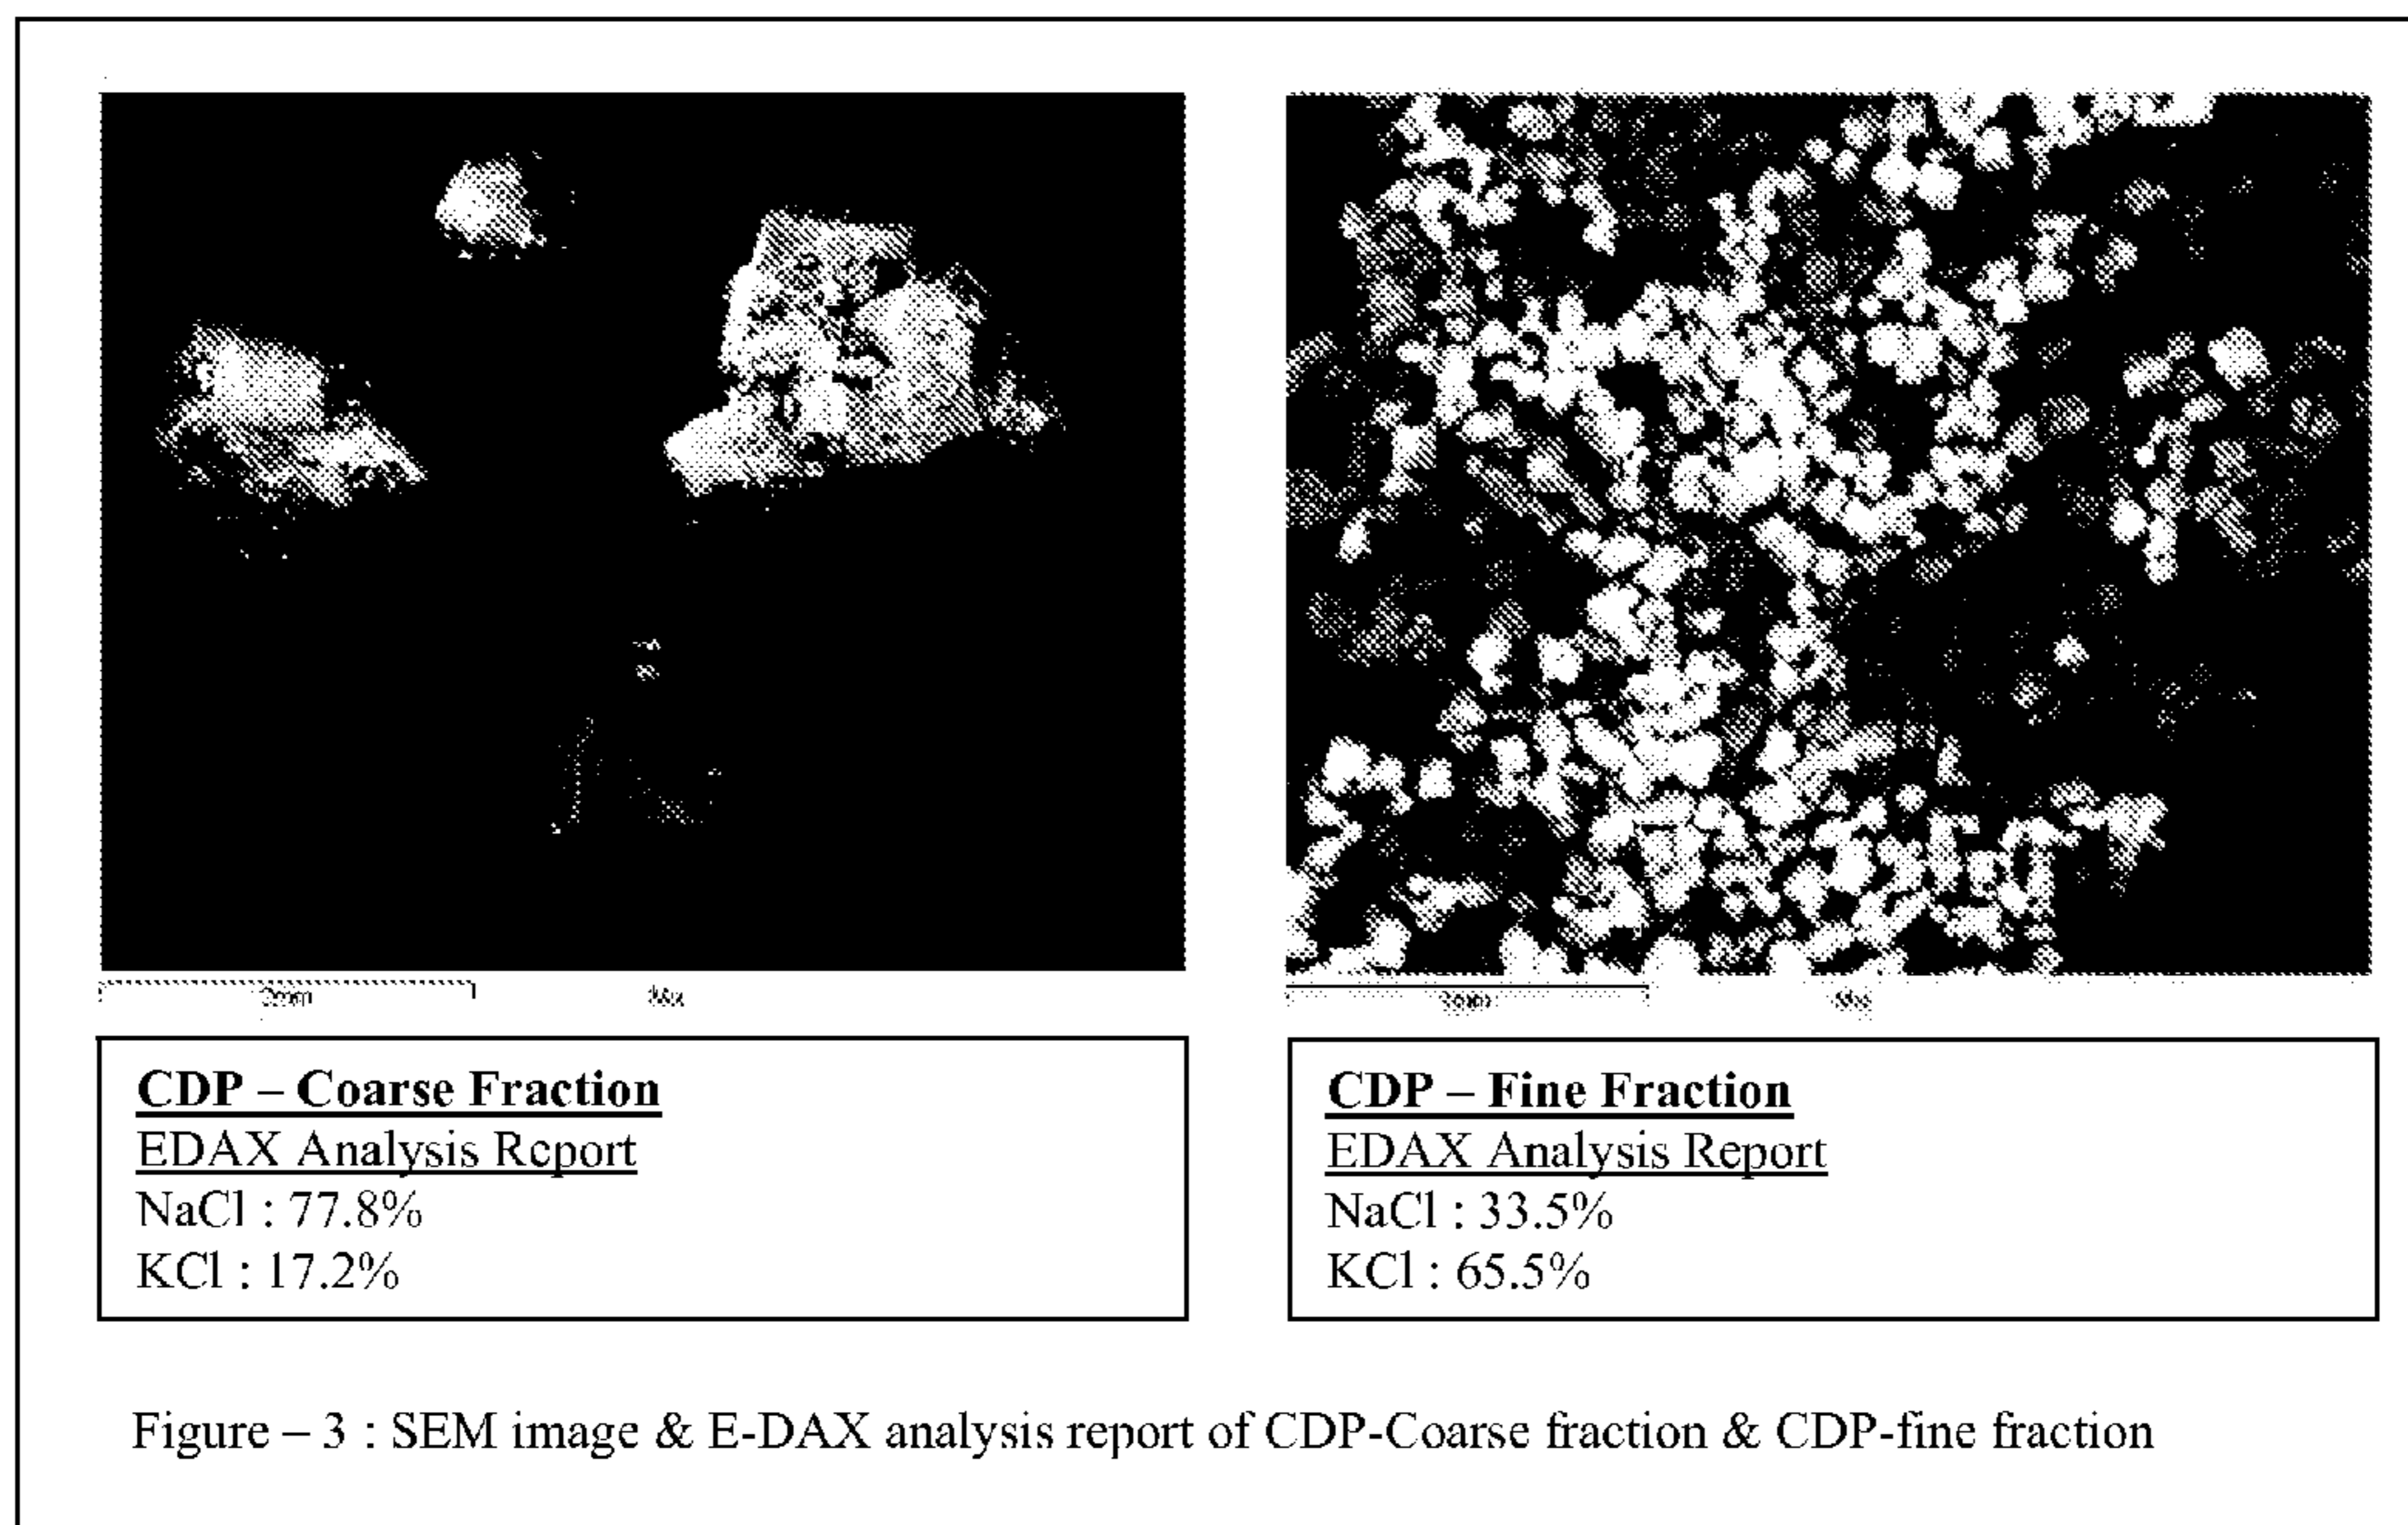 CDP – Coarse Fraction
EDAX Analysis Report
NaCl : 77.8%
KCl : 17.2%
CDP – Fine Fraction
EDAX Analysis Report
NaCl : 33.5%
KCl : 65.5%
Figure – 3 : SEM image & E-DAX analysis report of CDP-Coarse fraction & CDP-fine fraction